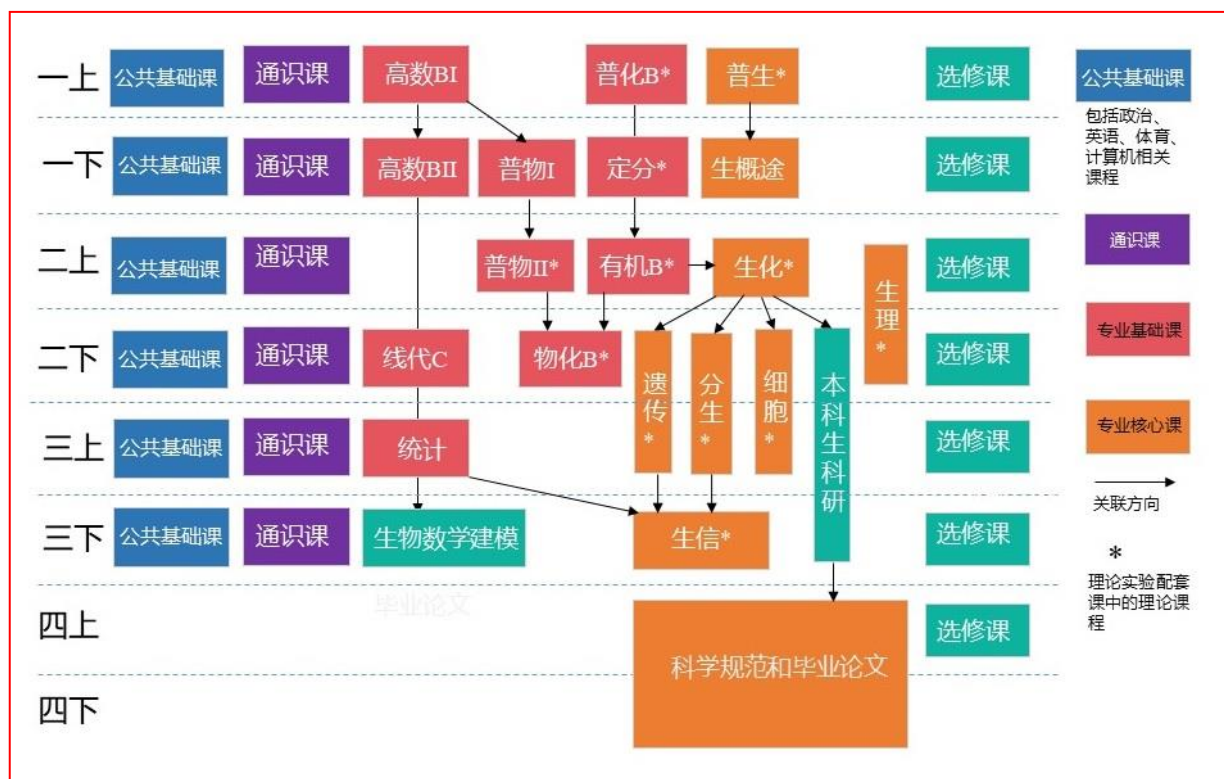 一上
公共基础课
通识课
高数BI
普化B*
普生*
选修课
一下
公共基础课
通识课
高数BII
普物I
定分*
生概途
选修课
二上
公共基础课
通识课
普物II*
有机B*
生化*
生理*
选修课
二下
公共基础课
通识课
线代C
物化B*
遗传*
分生*
细胞*
本科生科研
选修课
三上
公共基础课
通识课
统计
选修课
三下
公共基础课
通识课
生物数学建模
生信*
选修课
毕业论文
四上
科学规范和毕业论文
选修课
四下
公共基础课
包括政治、
英语、体育、
计算机相关
课程
通识课
专业基础课
专业核心课
关联方向
*
理论实验配套
课中的理论课
程